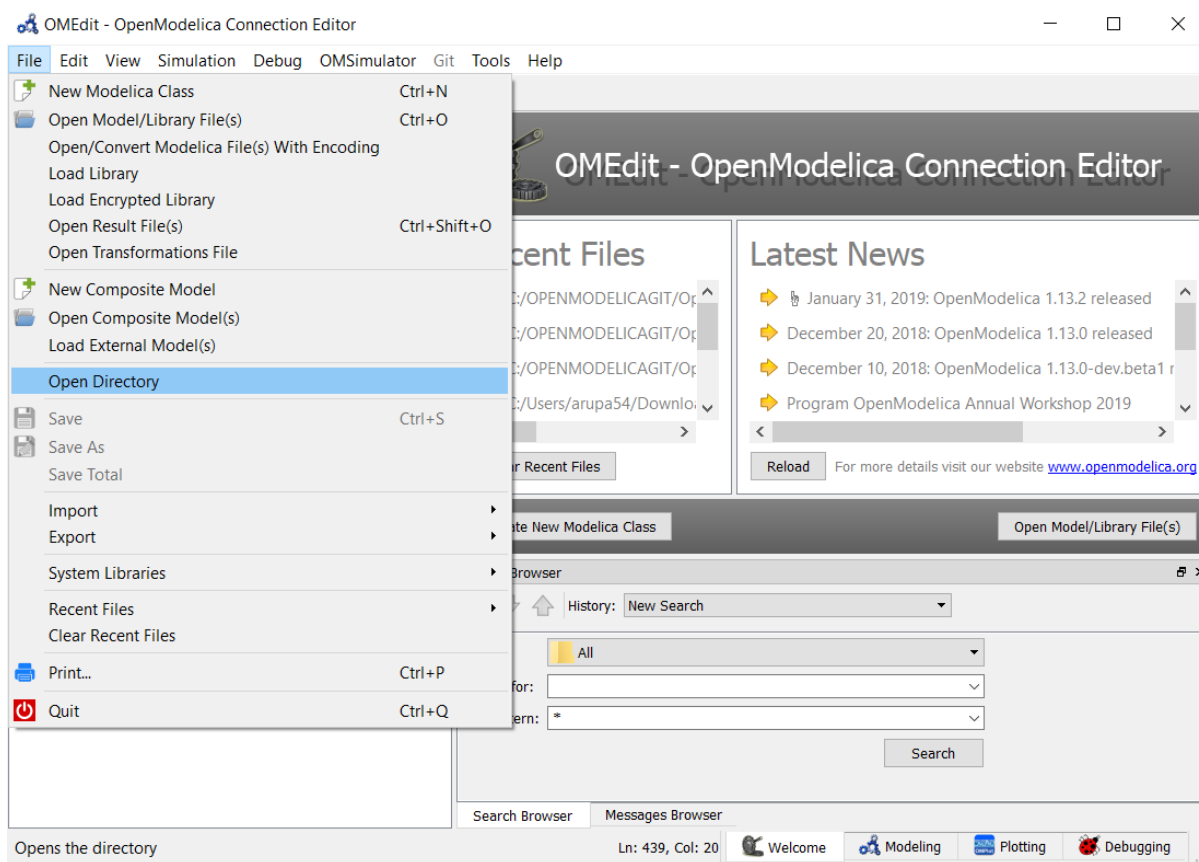 OMEdit - OpenModelica Connection Editor
File Edit View Simulation Debug OMSimulator Git Tools Help
New Modelica Class Ctrl+N
Open Model/Library File(s) Ctrl+O
Open/Convert Modelica File(s) With Encoding
Load Library
Load Encrypted Library
Open Result File(s) Ctrl+Shift+O
Open Transformations File
New Composite Model
Open Composite Model(s)
Load External Model(s)
Open Directory
Save Ctrl+S
Save As
Save Total
Import
Export
System Libraries
Recent Files
Clear Recent Files
Print... Ctrl+P
Quit Ctrl+Q
OMEdit - OpenModelica Connection Editor
cent Files
:/OPENMODELICAGIT/Op
:/OPENMODELICAGIT/Op
:/OPENMODELICAGIT/Op
:/Users/arupa54/Downlo
r Recent Files
Latest News
January 31, 2019: OpenModelica 1.13.2 released
December 20, 2018: OpenModelica 1.13.0 released
December 10, 2018: OpenModelica 1.13.0-dev.beta1 r
Program OpenModelica Annual Workshop 2019
Reload For more details visit our website www.openmodelica.org
ate New Modelica Class Open Model/Library File(s)
Browser
History: New Search
All
for:
ern: *
Search
Search Browser Messages Browser
Opens the directory Ln: 439, Col: 20 Welcome Modeling Plotting Debugging